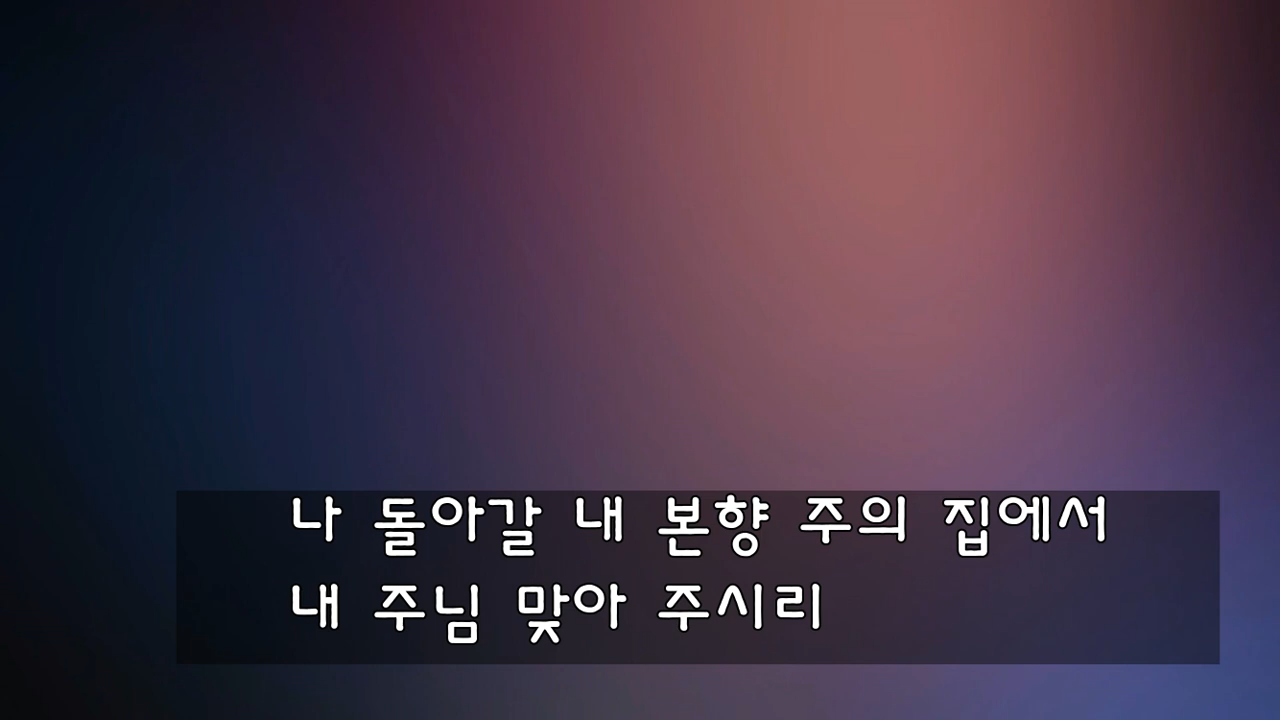 나 돌아갈 내 본향 주의 집에서
내 주님 맞아 주시리